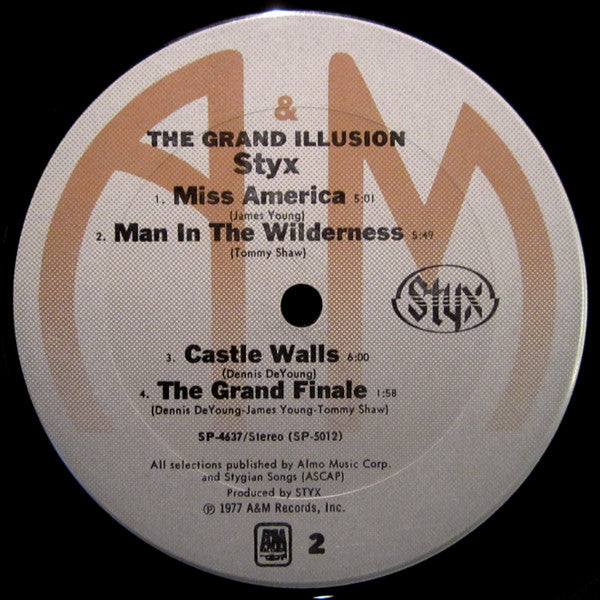 A & M
THE GRAND ILLUSION
Styx
1. Miss America 5:01
(James Young)
2. Man In The Wilderness 5:49
(Tommy Shaw)
Styx
3. Castle Walls 6:00
(Dennis DeYoung)
4. The Grand Finale 1:58
(Dennis DeYoung-James Young-Tommy Shaw)
SP-4637/Stereo (SP-5012)
All selections published by Almo Music Corp.
and Stygian Songs (ASCAP)
Produced by STYX
℗ 1977 A&M Records, Inc.
A&M 2